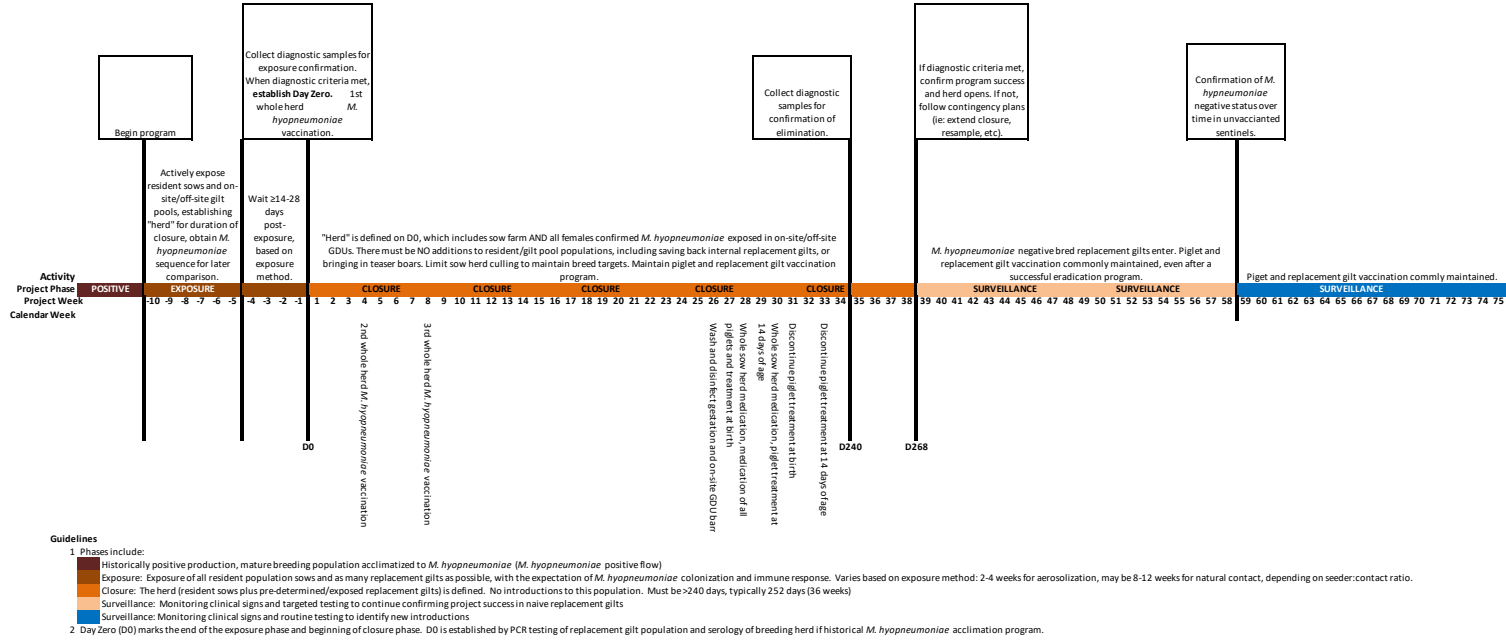 Begin program
Collect diagnostic samples for
exposure confirmation.
When diagnostic criteria met,
establish Day Zero. 1st
whole herd M.
hyopneumoniae
vaccination.
Collect diagnostic
samples for
confirmation of
elimination.
If diagnostic criteria met,
confirm program success
and herd opens. If not,
follow contingency plans
(ie: extend closure,
resample, etc).
Confirmation of M.
hypneumoniae
negative status over
time in unvaccianted
sentinels.
Actively expose
resident sows and on-
site/off-site gilt
pools, establishing
"herd" for duration of
closure, obtain M.
hyopneumoniae
sequence for later
comparison.
Wait ≥14-28
days
post-
exposure,
based on
exposure
method.
"Herd" is defined on D0, which includes sow farm AND all females confirmed M. hyopneumoniae exposed in on-site/off-site
GDUs. There must be NO additions to resident/gilt pool populations, including saving back internal replacement gilts, or
bringing in teaser boars. Limit sow herd culling to maintain breed targets. Maintain piglet and replacement gilt vaccination
program.
M. hyopneumoniae negative bred replacement gilts enter. Piglet and
replacement gilt vaccination commonly maintained, even after a
successful eradication program.
Piget and replacement gilt vaccination commly maintained.
Activity
Project Phase POSITIVE EXPOSURE CLOSURE CLOSURE CLOSURE CLOSURE CLOSURE SURVEILLANCE SURVEILLANCE SURVEILLANCE
Project Week -10 -9 -8 -7 -6 -5 -4 -3 -2 -1 1 2 3 4 5 6 7 8 9 10 11 12 13 14 15 16 17 18 19 20 21 22 23 24 25 26 27 28 29 30 31 32 33 34 35 36 37 38 39 40 41 42 43 44 45 46 47 48 49 50 51 52 53 54 55 56 57 58 59 60 61 62 63 64 65 66 67 68 69 70 71 72 73 74 75
Calendar Week
2nd whole herd M. hyopneumoniae vaccination
3rd whole herd M. hyopneumoniae vaccination
Wash and disinfect gestation and on-site GDU barr
Whole sow herd medication, medication of all
piglets and treatment at birth
Whole sow herd medication, piglet treatment at
14 days of age
Discontinue piglet treatment at birth
Discontinue piglet treatment at 14 days of age
D0
D240
D268
Guidelines
1 Phases include:
Historically positive production, mature breeding population acclimatized to M. hyopneumoniae (M. hyopneumoniae positive flow)
Exposure: Exposure of all resident population sows and as many replacement gilts as possible, with the expectation of M. hyopneumoniae colonization and immune response. Varies based on exposure method: 2-4 weeks for aerosolization, may be 8-12 weeks for natural contact, depending on seeder:contact ratio.
Closure: The herd (resident sows plus pre-determined/exposed replacement gilts) is defined. No introductions to this population. Must be >240 days, typically 252 days (36 weeks)
Surveillance: Monitoring clinical signs and targeted testing to continue confirming project success in naive replacement gilts
Surveillance: Monitoring clinical signs and routine testing to identify new introductions
2 Day Zero (D0) marks the end of the exposure phase and beginning of closure phase. D0 is established by PCR testing of replacement gilt population and serology of breeding herd if historical M. hyopneumoniae acclimation program.